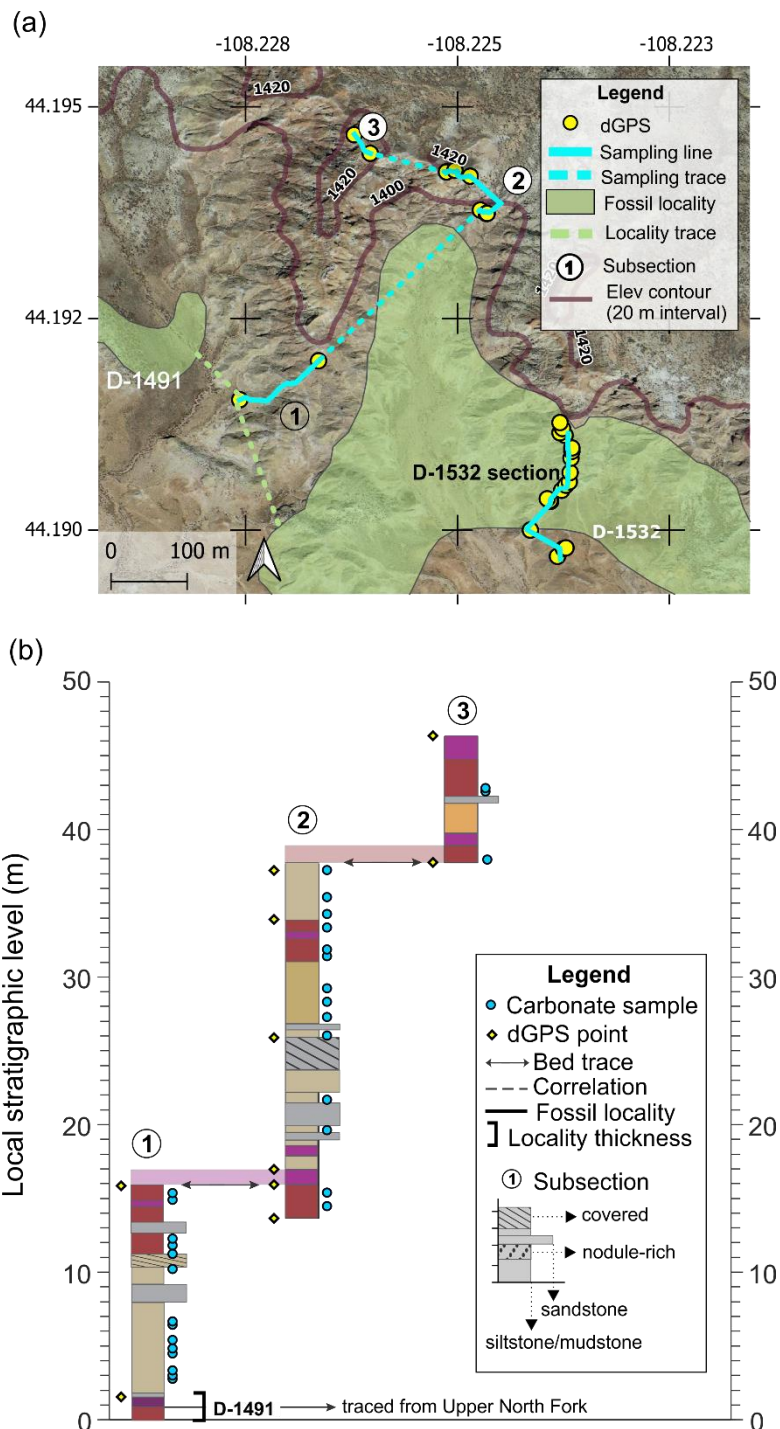 (a)
-108.228 -108.225 -108.223
44.195
44.192
44.190
1420
1420
1420
1400
1420
1420
3
2
1
D-1491
D-1532 section
D-1532
0 100 m
Legend
dGPS
Sampling line
Sampling trace
Fossil locality
Locality trace
1 Subsection
Elev contour
(20 m interval)
(b)
Local stratigraphic level (m)
50 50
40 40
30 30
20 20
10 10
0 0
3
2
1
D-1491 traced from Upper North Fork
Legend
Carbonate sample
dGPS point
Bed trace
Correlation
Fossil locality
Locality thickness
1 Subsection
covered
nodule-rich
sandstone
siltstone/mudstone